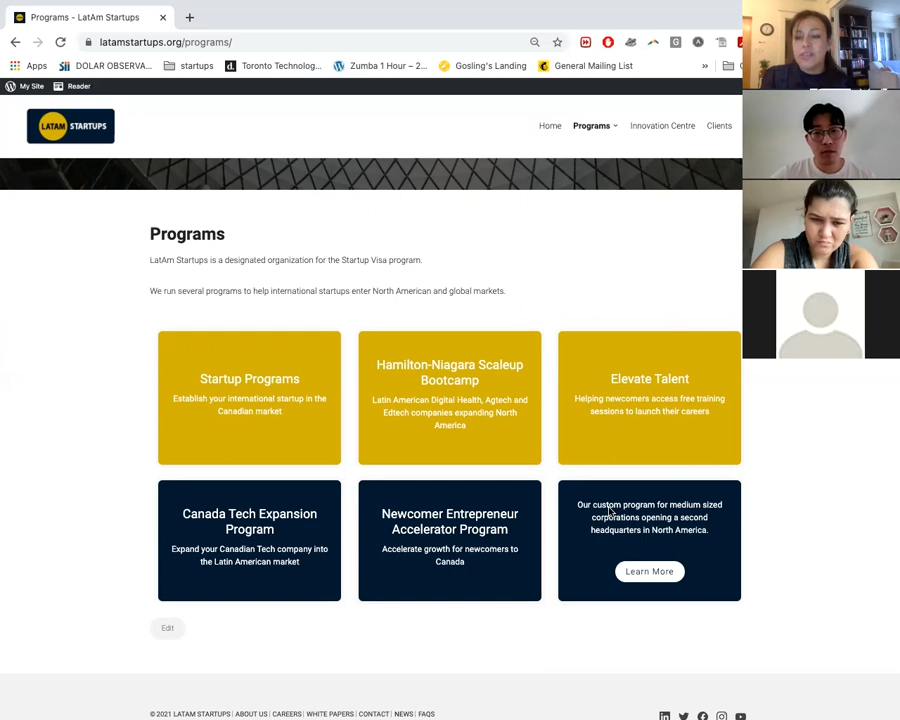 Programs - LatAm Startups
latamstartups.org/programs/
Apps
DOLAR OBSERVA...
startups
Toronto Technolog...
Zumba 1 Hour – 2...
Gosling's Landing
General Mailing List
»
My Site
Reader
LATAM STARTUPS
Home
Programs
Innovation Centre
Clients
Programs
LatAm Startups is a designated organization for the Startup Visa program.
We run several programs to help international startups enter North American and global markets.
Startup Programs
Establish your international startup in the
Canadian market
Hamilton-Niagara Scaleup
Bootcamp
Latin American Digital Health, Agtech and
Edtech companies expanding North
America
Elevate Talent
Helping newcomers access free training
sessions to launch their careers
Canada Tech Expansion
Program
Expand your Canadian Tech company into
the Latin American market
Newcomer Entrepreneur
Accelerator Program
Accelerate growth for newcomers to
Canada
Our custom program for medium sized
corporations opening a second
headquarters in North America.
Learn More
Edit
© 2021 LATAM STARTUPS | ABOUT US | CAREERS | WHITE PAPERS | CONTACT | NEWS | FAQS